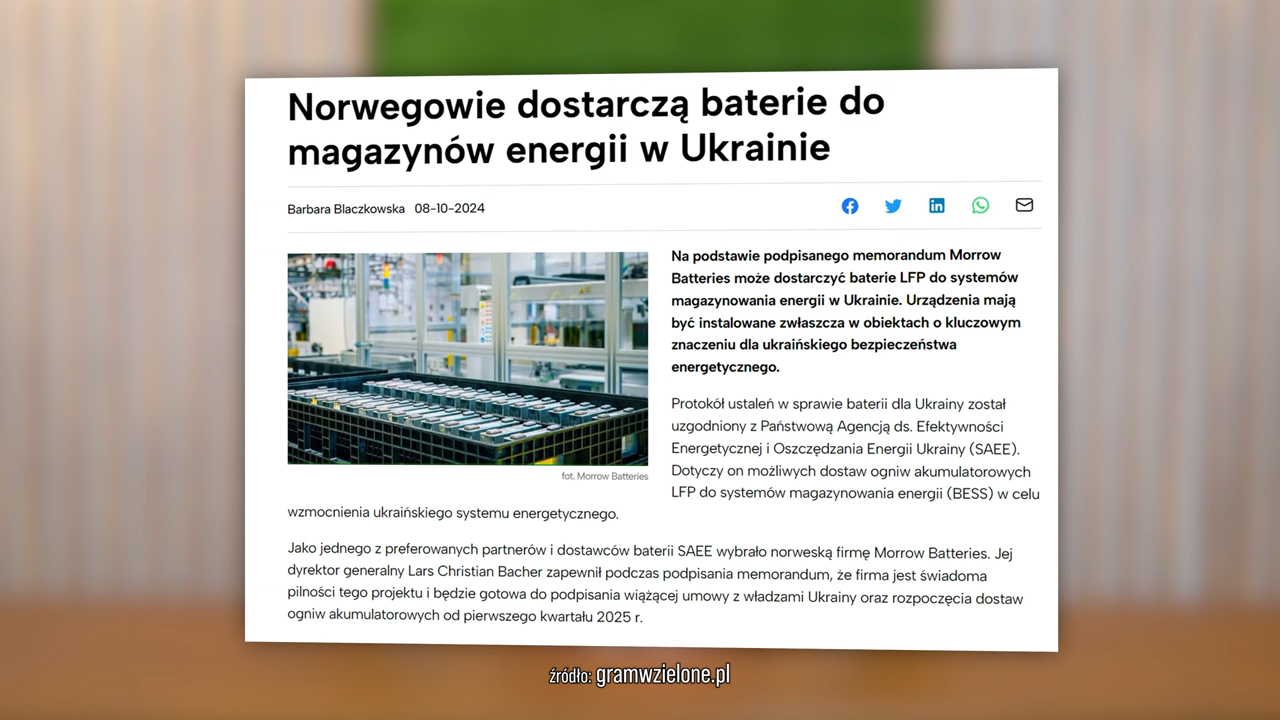 Norwegowie dostarczą baterie do
magazynów energii w Ukrainie
Barbara Blaczkowska 08-10-2024
Na podstawie podpisanego memorandum Morrow
Batteries może dostarczyć baterie LFP do systemów
magazynowania energii w Ukrainie. Urządzenia mają
być instalowane zwłaszcza w obiektach o kluczowym
znaczeniu dla ukraińskiego bezpieczeństwa
energetycznego.
fot. Morrow Batteries
Protokół ustaleń w sprawie baterii dla Ukrainy został
uzgodniony z Państwową Agencją ds. Efektywności
Energetycznej i Oszczędzania Energii Ukrainy (SAEE).
Dotyczy on możliwych dostaw ogniw akumulatorowych
LFP do systemów magazynowania energii (BESS) w celu
wzmocnienia ukraińskiego systemu energetycznego.
Jako jednego z preferowanych partnerów i dostawców baterii SAEE wybrało norweską firmę Morrow Batteries. Jej
dyrektor generalny Lars Christian Bacher zapewnił podczas podpisania memorandum, że firma jest świadoma
pilności tego projektu i będzie gotowa do podpisania wiążącej umowy z władzami Ukrainy oraz rozpoczęcia dostaw
ogniw akumulatorowych od pierwszego kwartału 2025 r.
źródło: gramwzielone.pl